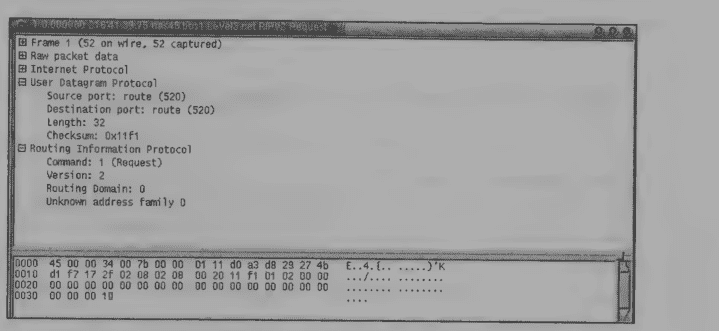 Frame 1 (52 on wire, 52 captured)
Raw packet data
Internet Protocol
User Datagram Protocol
Source port: route (520)
Destination port: route (520)
Length: 32
Checksum: 0x11f1
Routing Information Protocol
Command: 1 (Request)
Version: 2
Routing Domain: 0
Unknown address family 0
0000 45 00 00 34 00 7b 00 00 01 11 d0 a3 d8 29 27 4b E..4.{.. .....)'K
0010 d1 f7 17 2f 02 08 02 08 00 20 11 f1 01 02 00 00 .../.... ........
0020 00 00 00 00 00 00 00 00 00 00 00 00 00 00 00 00 ........ ........
0030 00 00 00 10 ....